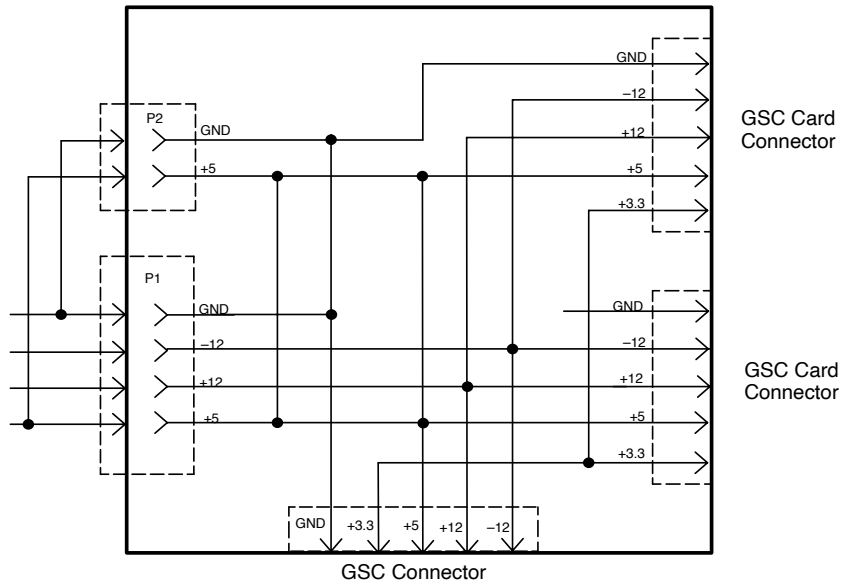 GND
–12
+12
+5
+3.3
GSC Card
Connector
P2
GND
+5
P1
GND
–12
+12
+5
GND
–12
+12
+5
+3.3
GSC Card
Connector
GND
+3.3
+5
+12
–12
GSC Connector